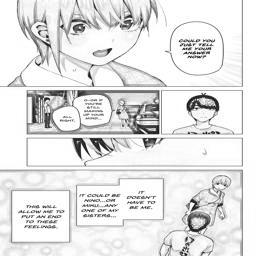 COULD YOU
JUST TELL
ME YOUR
ANSWER
NOW?
O-OR IF
YOU'RE
STILL
MAKING UP
YOUR
MIND...
ALL
RIGHT.
IT
DOESN'T
HAVE TO
BE ME.
IT COULD BE
NINO...OR
MIKU...ANY
ONE OF MY
SISTERS...
THIS WILL
ALLOW ME TO
PUT AN END
TO THESE
FEELINGS.